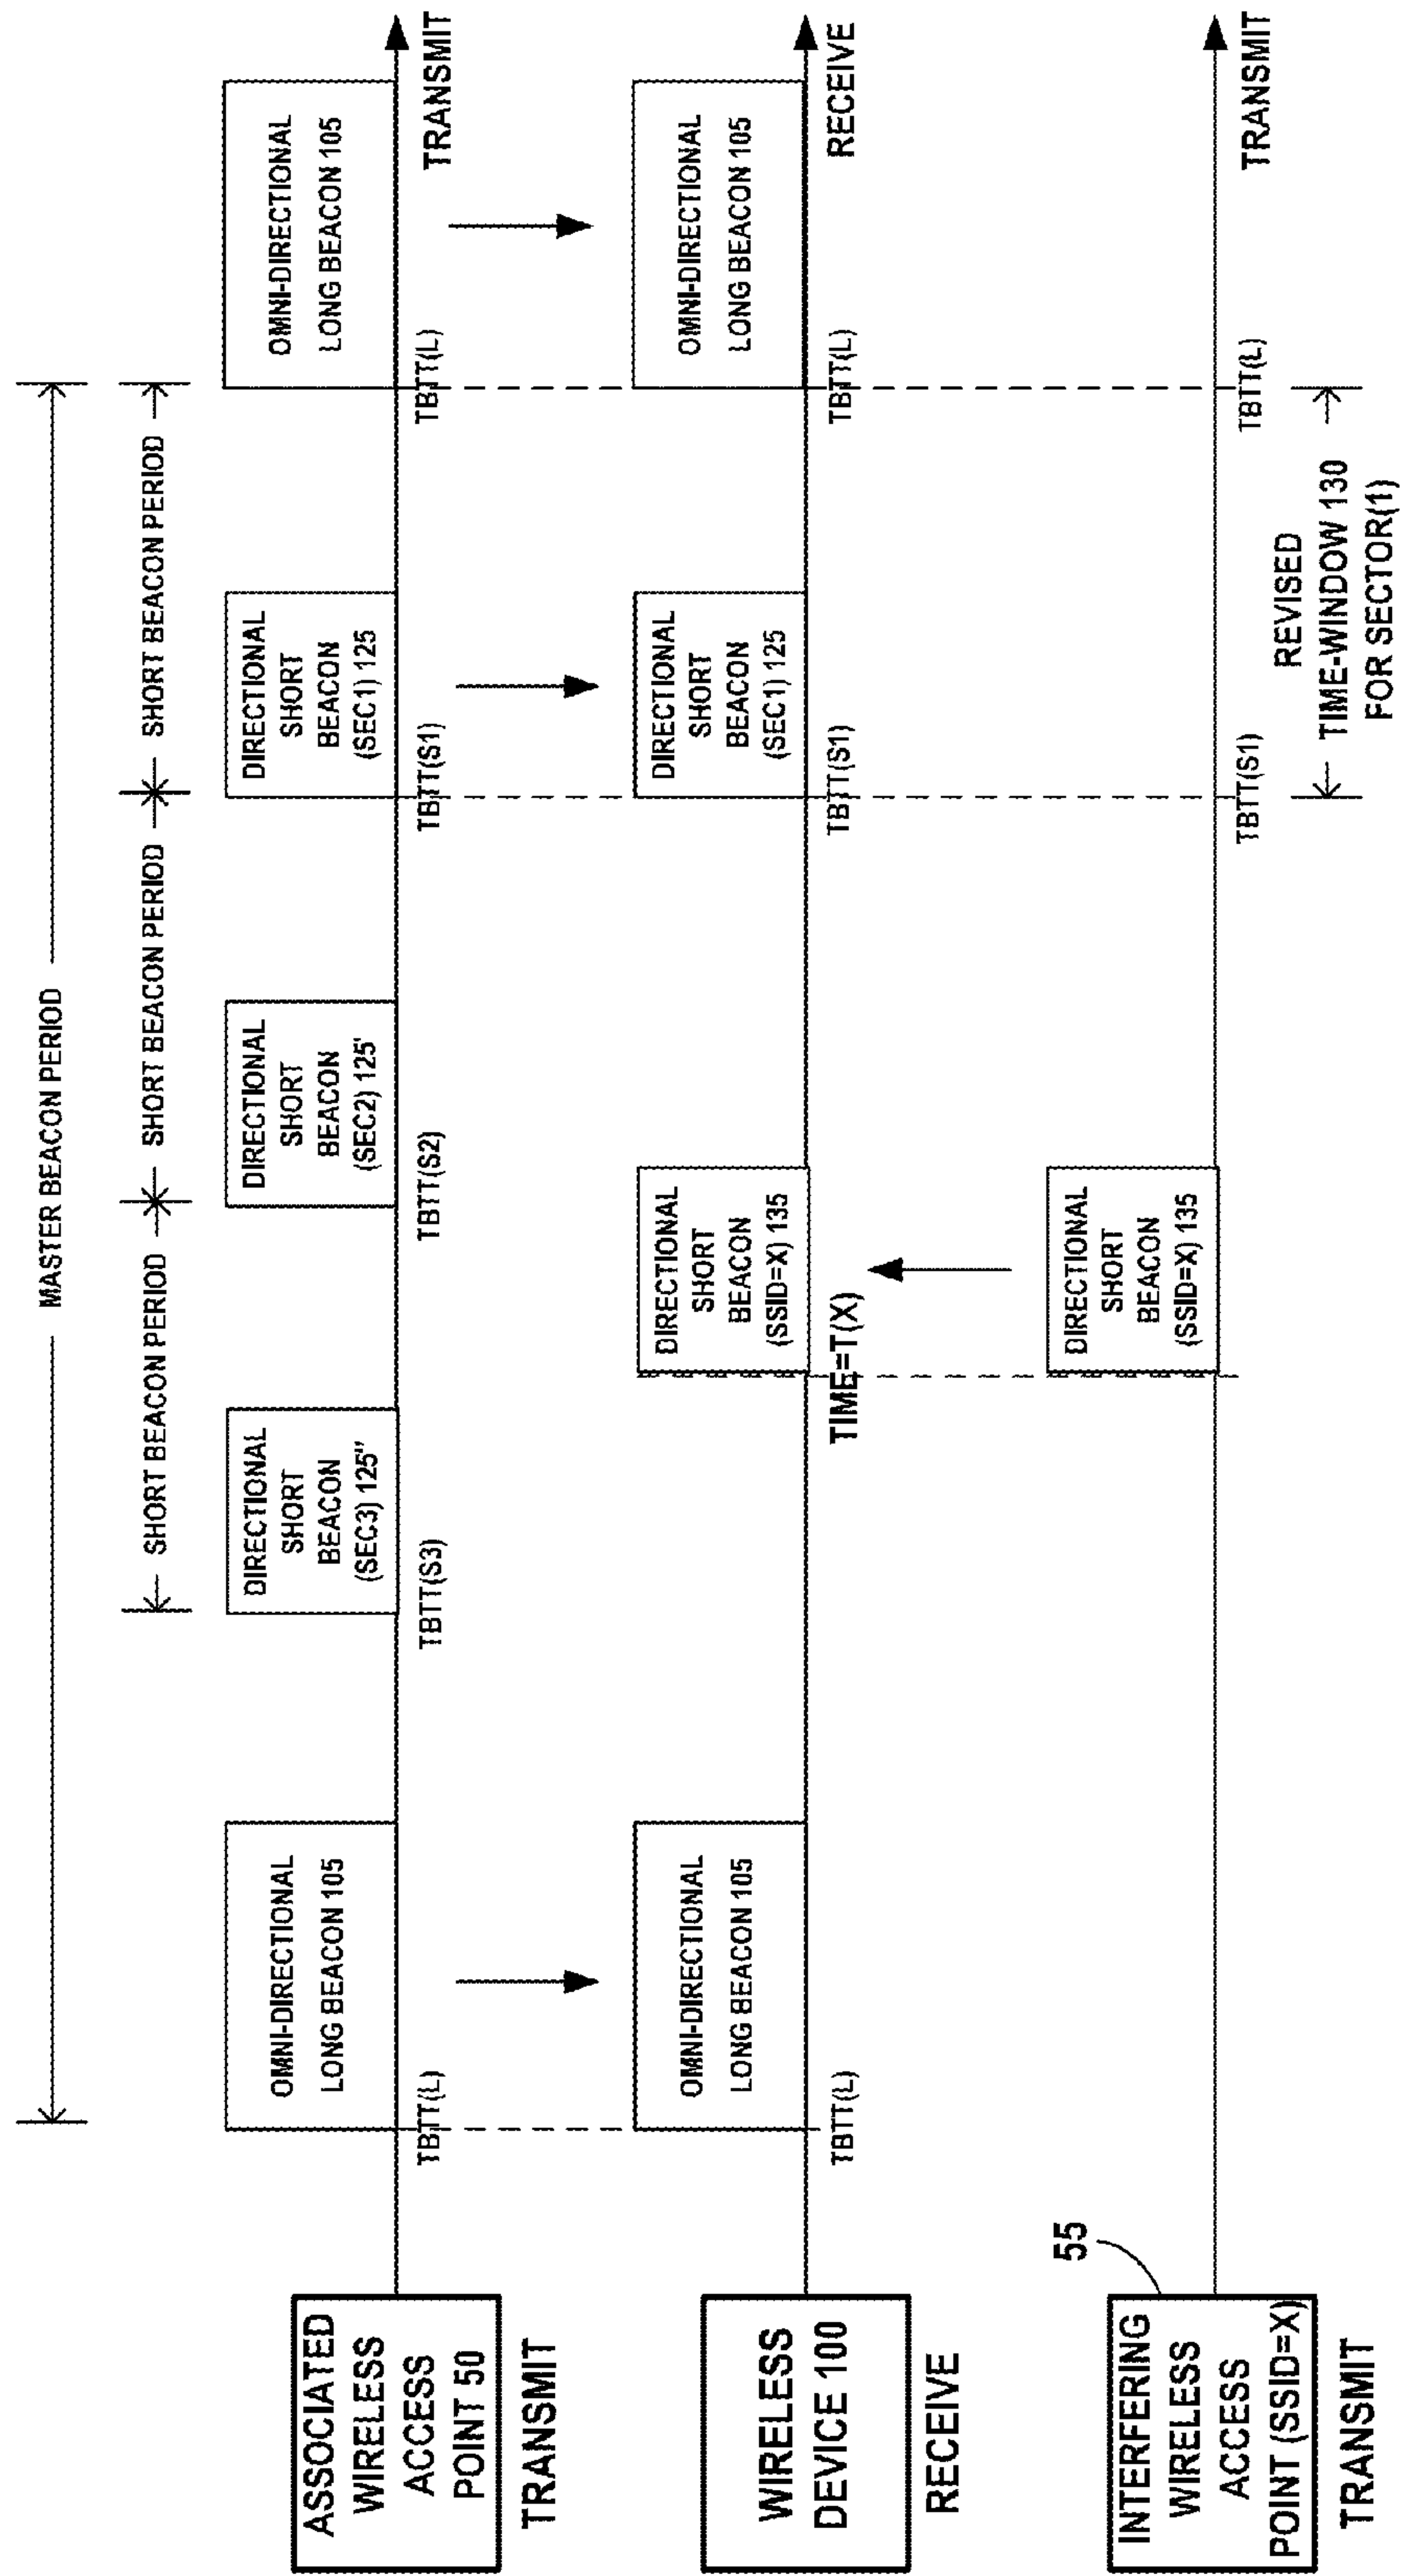 MASTER BEACON PERIOD
SHORT BEACON PERIOD
SHORT BEACON PERIOD
SHORT BEACON PERIOD
ASSOCIATED
WIRELESS
ACCESS
POINT 50
TRANSMIT
OMNI-DIRECTIONAL
LONG BEACON 105
TBTT(L)
DIRECTIONAL
SHORT
BEACON
(SEC3) 125"
TBTT(S3)
DIRECTIONAL
SHORT
BEACON
(SEC2) 125'
TBTT(S2)
DIRECTIONAL
SHORT
BEACON
(SEC1) 125
TBTT(S1)
OMNI-DIRECTIONAL
LONG BEACON 105
TBTT(L)
TRANSMIT
WIRELESS
DEVICE 100
RECEIVE
OMNI-DIRECTIONAL
LONG BEACON 105
TBTT(L)
DIRECTIONAL
SHORT
BEACON
(SSID=X) 135
TIME=T(X)
DIRECTIONAL
SHORT
BEACON
(SEC1) 125
TBTT(S1)
OMNI-DIRECTIONAL
LONG BEACON 105
TBTT(L)
RECEIVE
55
INTERFERING
WIRELESS
ACCESS
POINT (SSID=X)
TRANSMIT
DIRECTIONAL
SHORT
BEACON
(SSID=X) 135
TBTT(S1)
TBTT(L)
TRANSMIT
REVISED
TIME-WINDOW 130
FOR SECTOR(1)